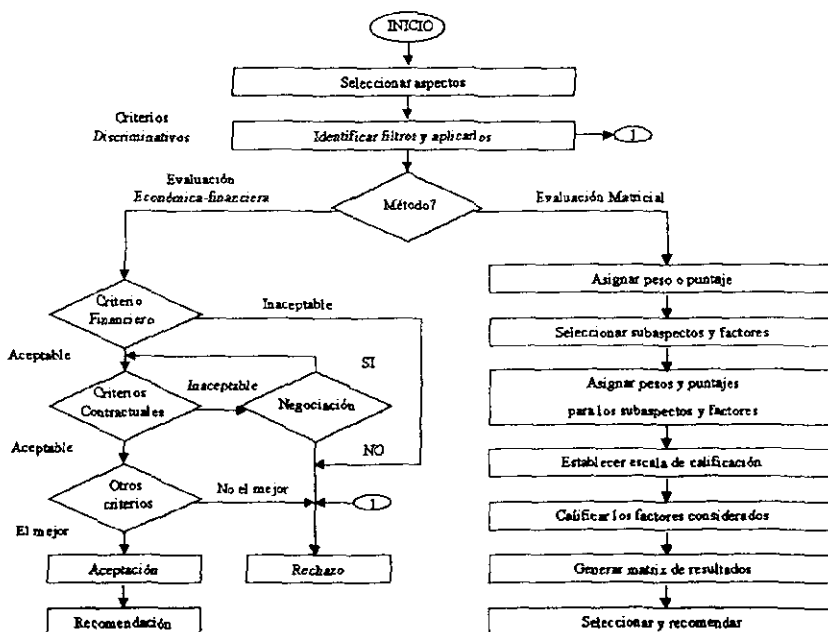 INICIO
Seleccionar aspectos
Criterios
Discriminativos
Identificar filtros y aplicarlos
1
Evaluación
Económica-financiera
Método?
Evaluación Matricial
Asignar peso o puntaje
Criterio
Financiero
Inaceptable
Seleccionar subaspectos y factores
Aceptable
SI
Criterios
Contractuales
Inaceptable
Negociación
Asignar pesos y puntajes
para los subaspectos y factores
Aceptable
NO
Establecer escala de calificación
Otros
criterios
No el mejor
1
Calificar los factores considerados
El mejor
Aceptación
Rechazo
Generar matrix de resultados
Recomendación
Seleccionar y recomendar